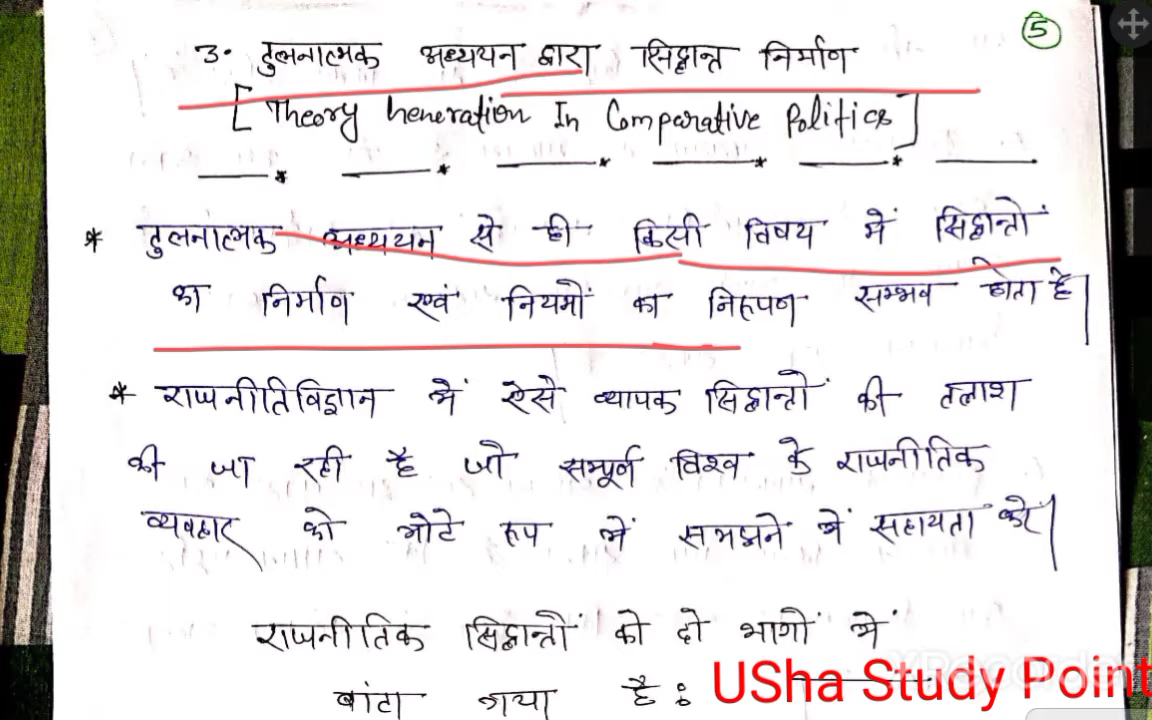 5
3. तुलनात्मक अध्ययन द्वारा सिद्धान्त निर्माण
[Theory Generation In Comparative Politics]
* तुलनात्मक अध्ययन से ही किसी विषय में सिद्धान्तों
का निर्माण एवं नियमों का निरूपण सम्भव होता है|
* राजनीतिविज्ञान में ऐसे व्यापक सिद्धान्तों की तलाश
की जा रही है जो सम्पूर्ण विश्व के राजनीतिक
व्यवहार को मोटे रूप में समझने में सहायता करें|
राजनीतिक सिद्धान्तों को दो भागों में
बांटा गया है :
XRecorder
USha Study Point